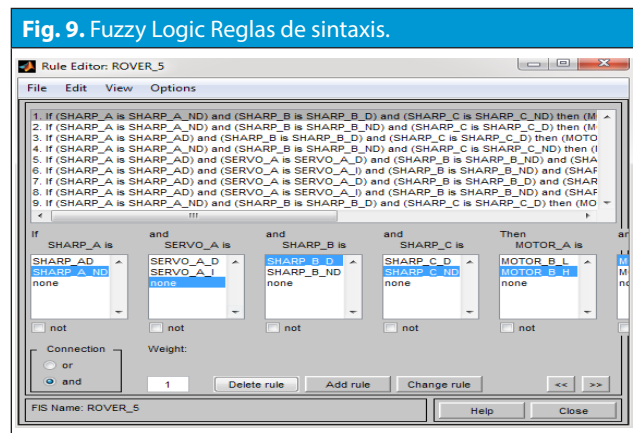 Fig. 9. Fuzzy Logic Reglas de sintaxis.
Rule Editor: ROVER_5
File Edit View Options
1. If (SHARP_A is SHARP_A_ND) and (SHARP_B is SHARP_B_D) and (SHARP_C is SHARP_C_ND) then (M
2. If (SHARP_A is SHARP_A_ND) and (SHARP_B is SHARP_B_ND) and (SHARP_C is SHARP_C_D) then (M
3. If (SHARP_A is SHARP_A_ND) and (SHARP_B is SHARP_B_D) and (SHARP_C is SHARP_C_D) then (MOTO
4. If (SHARP_A is SHARP_A_ND) and (SHARP_B is SHARP_B_ND) and (SHARP_C is SHARP_C_ND) then (
5. If (SHARP_A is SHARP_AD) and (SERVO_A is SERVO_A_D) and (SHARP_B is SHARP_B_ND) and (SHA
6. If (SHARP_A is SHARP_AD) and (SERVO_A is SERVO_A_I) and (SHARP_B is SHARP_B_ND) and (SHAR
7. If (SHARP_A is SHARP_AD) and (SERVO_A is SERVO_A_D) and (SHARP_B is SHARP_B_D) and (SHAR
8. If (SHARP_A is SHARP_AD) and (SERVO_A is SERVO_A_I) and (SHARP_B is SHARP_B_ND) and (SHAR
9. If (SHARP_A is SHARP_A_ND) and (SHARP_B is SHARP_B_D) and (SHARP_C is SHARP_C_D) then (MO
If and and and Then an
SHARP_A is SERVO_A is SHARP_B is SHARP_C is MOTOR_A is
SHARP_AD SERVO_A_D SHARP_B_D SHARP_C_D MOTOR_B_L M
SHARP_A_ND SERVO_A_I SHARP_B_ND SHARP_C_ND MOTOR_B_H M
none none none none none no
not not not not not
Connection Weight:
or
and 1 Delete rule Add rule Change rule << >>
FIS Name: ROVER_5 Help Close